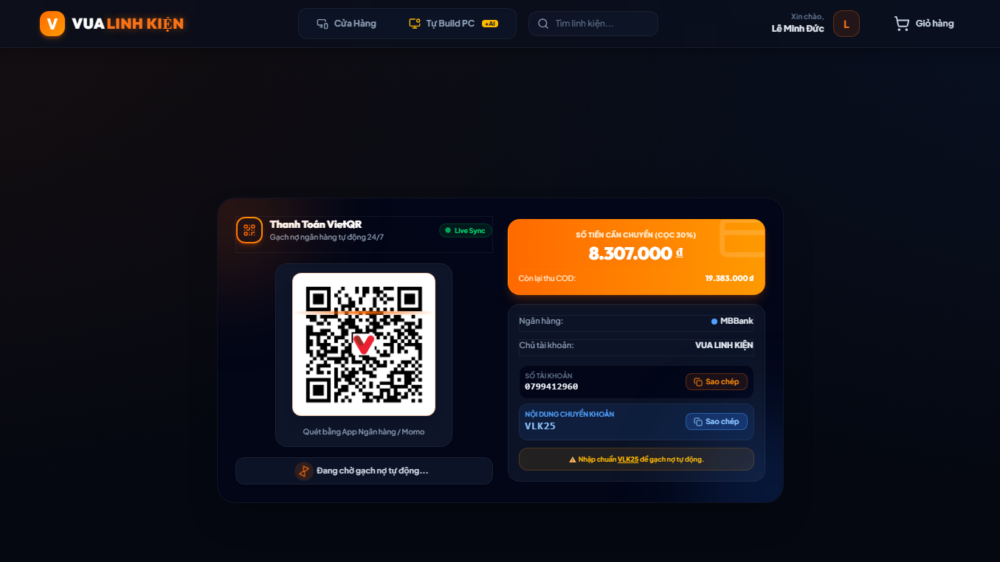 V VUA LINH KIỆN
Cửa Hàng
Tự Build PC +AI
Tìm linh kiện...
Xin chào,
Lê Minh Đức
L
Giỏ hàng
Thanh Toán VietQR
Gạch nợ ngân hàng tự động 24/7
Live Sync
Quét bằng App Ngân hàng / Momo
Đang chờ gạch nợ tự động...
SỐ TIỀN CẦN CHUYỂN (CỌC 30%)
8.307.000 ₫
Còn lại thu COD: 19.383.000 ₫
Ngân hàng: MBBank
Chủ tài khoản: VUA LINH KIỆN
SỐ TÀI KHOẢN
0799412960
Sao chép
NỘI DUNG CHUYỂN KHOẢN
VLK25
Sao chép
⚠ Nhập chuẩn VLK25 để gạch nợ tự động.